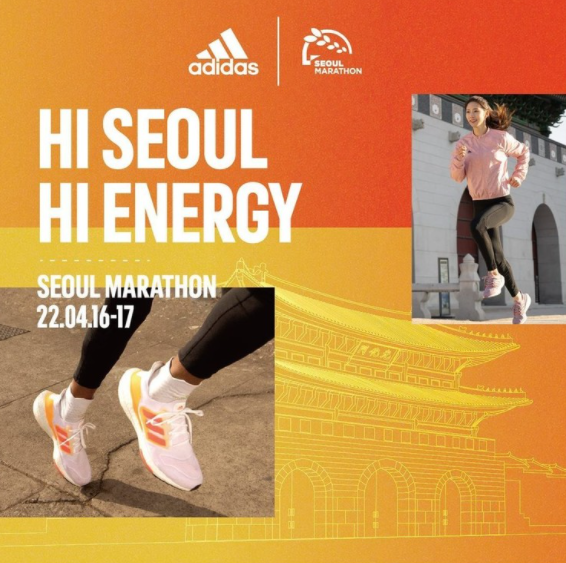 adidas
SEOUL
MARATHON
HI SEOUL
HI ENERGY
SEOUL MARATHON
22.04.16-17